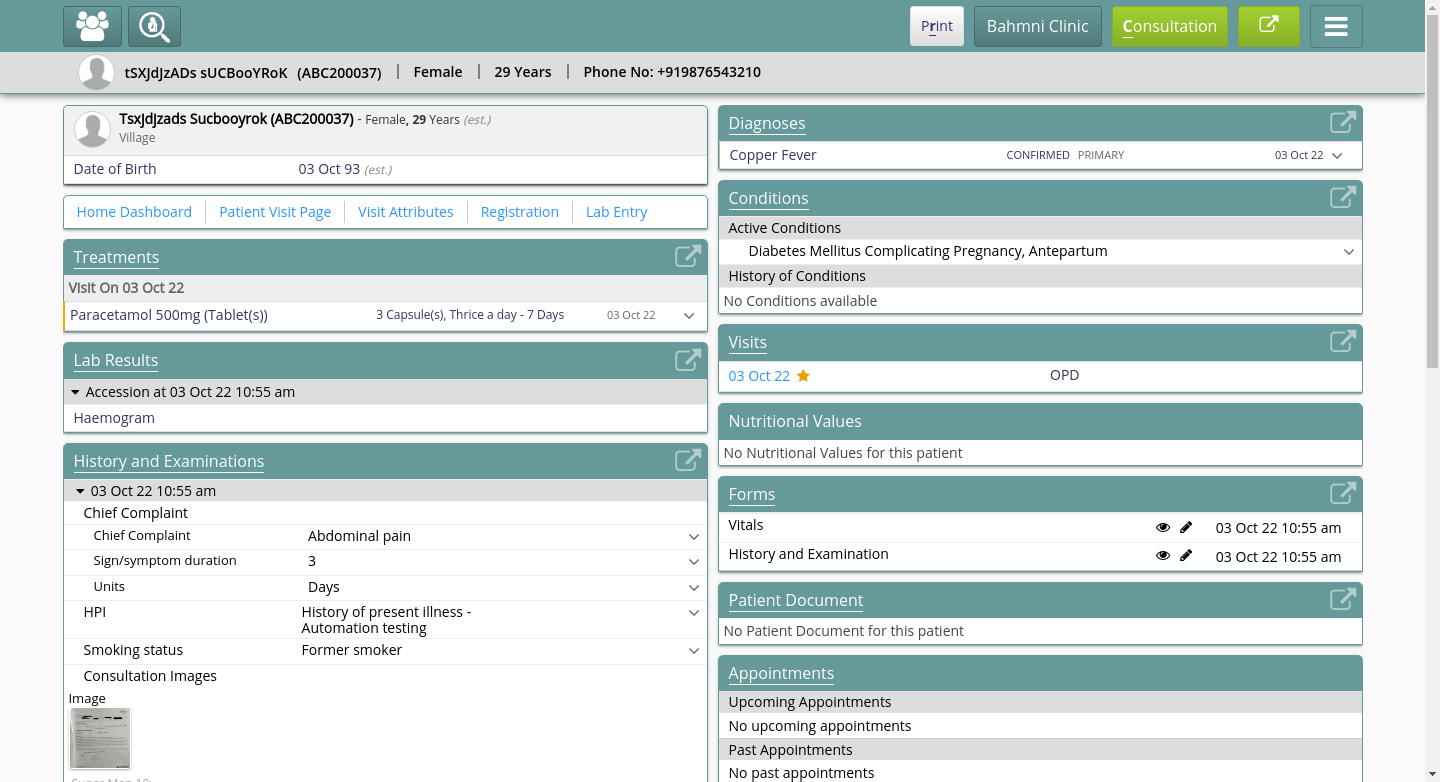 Print
Bahmni Clinic
Consultation
tSXJdJzADs sUCBooYRoK (ABC200037) | Female | 29 Years | Phone No: +919876543210
TsxJdJzads Sucbooyrok (ABC200037) - Female, 29 Years (est.)
Village
Date of Birth 03 Oct 93 (est.)
Home Dashboard
Patient Visit Page
Visit Attributes
Registration
Lab Entry
Treatments
Visit On 03 Oct 22
Paracetamol 500mg (Tablet(s)) 3 Capsule(s), Thrice a day - 7 Days 03 Oct 22
Lab Results
Accession at 03 Oct 22 10:55 am
Haemogram
History and Examinations
03 Oct 22 10:55 am
Chief Complaint
Chief Complaint Abdominal pain
Sign/symptom duration 3
Units Days
HPI History of present illness -
Automation testing
Smoking status Former smoker
Consultation Images
Image
Diagnoses
Copper Fever CONFIRMED PRIMARY 03 Oct 22
Conditions
Active Conditions
Diabetes Mellitus Complicating Pregnancy, Antepartum
History of Conditions
No Conditions available
Visits
03 Oct 22 OPD
Nutritional Values
No Nutritional Values for this patient
Forms
Vitals 03 Oct 22 10:55 am
History and Examination 03 Oct 22 10:55 am
Patient Document
No Patient Document for this patient
Appointments
Upcoming Appointments
No upcoming appointments
Past Appointments
No past appointments